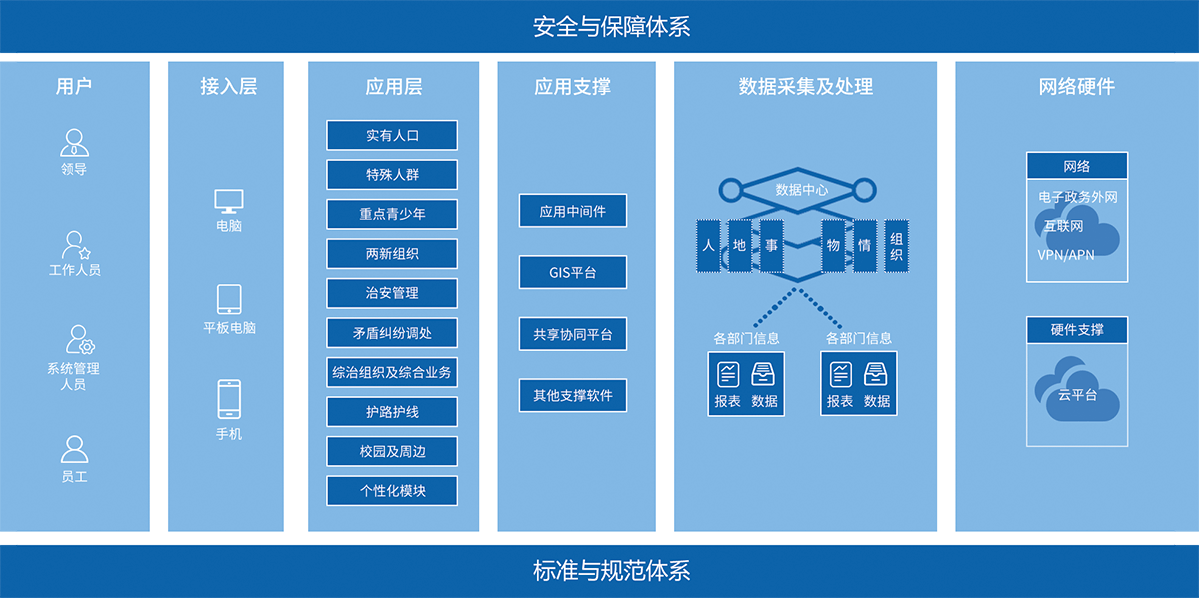 安全与保障体系
用户
领导
工作人员
系统管理
人员
员工
接入层
电脑
平板电脑
手机
应用层
实有人口
特殊人群
重点青少年
两新组织
治安管理
矛盾纠纷调处
综治组织及综合业务
护路护线
校园及周边
个性化模块
应用支撑
应用中间件
GIS平台
共享协同平台
其他支撑软件
数据采集及处理
数据中心
人 地 事 物 情 组织
各部门信息 各部门信息
报表 数据 报表 数据
网络硬件
网络
电子政务外网
互联网
VPN/APN
硬件支撑
云平台
标准与规范体系